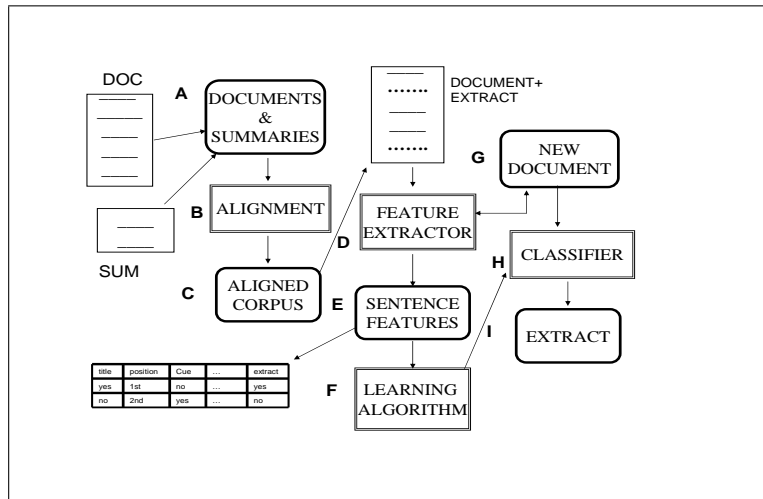 DOC
A
DOCUMENTS
&
SUMMARIES
B
ALIGNMENT
SUM
C
ALIGNED
CORPUS
D
DOCUMENT+
EXTRACT
FEATURE
EXTRACTOR
E
SENTENCE
FEATURES
F
LEARNING
ALGORITHM
G
NEW
DOCUMENT
H
CLASSIFIER
I
EXTRACT
title position Cue … extract
yes 1st no … yes
no 2nd yes … no